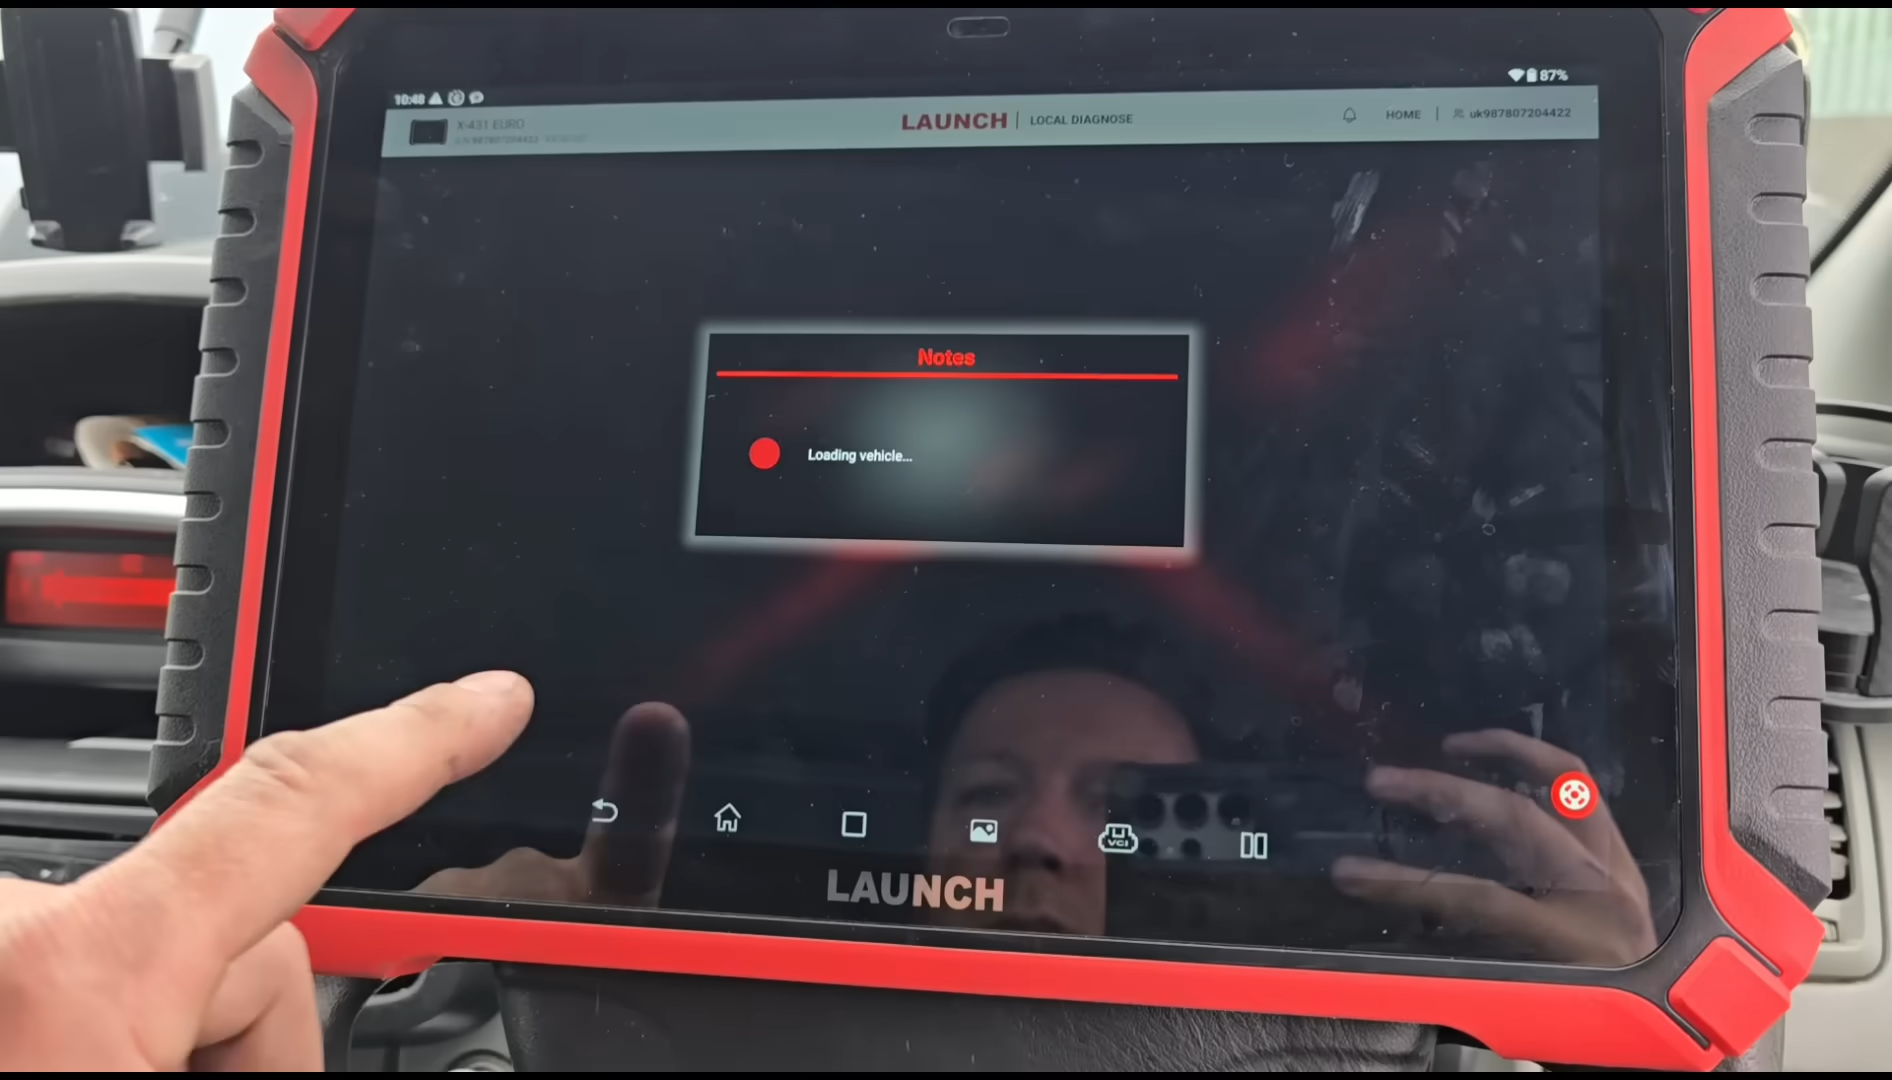 10:48
87%
X-431 EURO
LAUNCH | LOCAL DIAGNOSE
HOME | uk987807204422
Notes
Loading vehicle...
VCI
LAUNCH